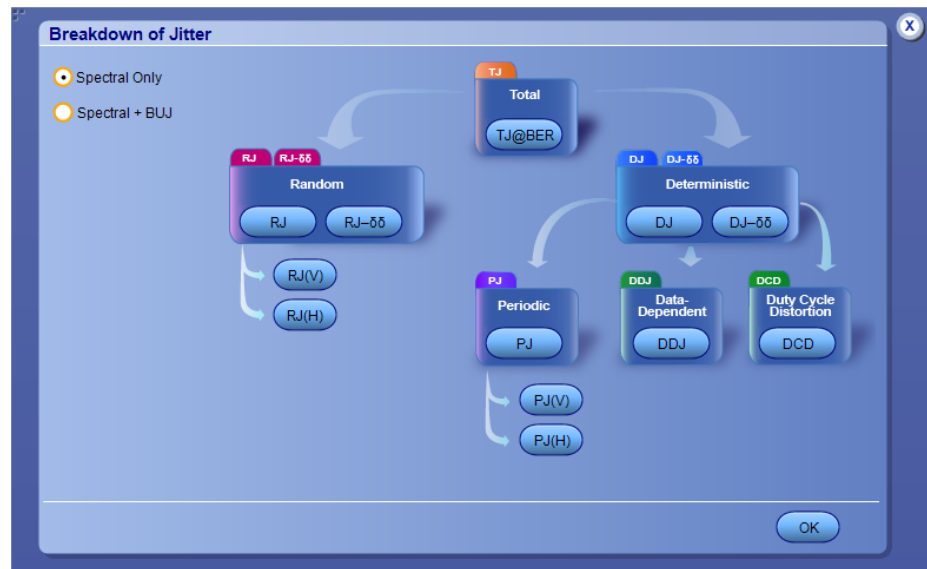 Breakdown of Jitter
X
Spectral Only
Spectral + BUJ
TJ
Total
TJ@BER
RJ
RJ-δδ
Random
RJ
RJ–δδ
RJ(V)
RJ(H)
DJ
DJ-δδ
Deterministic
DJ
DJ–δδ
PJ
Periodic
PJ
PJ(V)
PJ(H)
DDJ
Data-
Dependent
DDJ
DCD
Duty Cycle
Distortion
DCD
OK